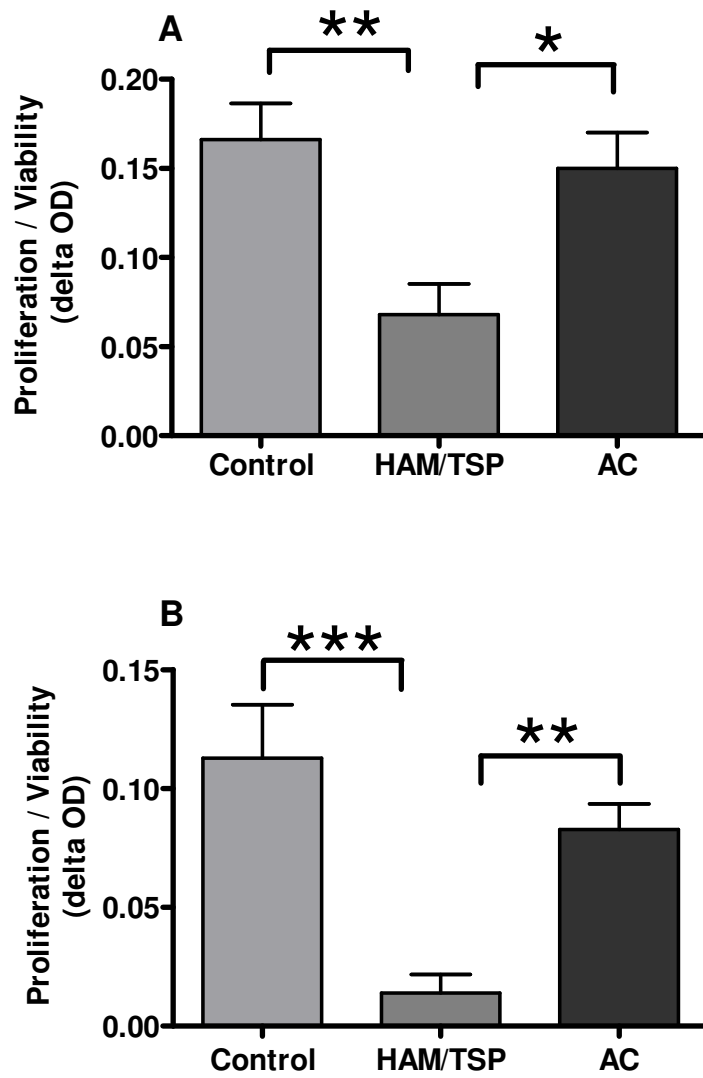 A
** *
Proliferation / Viability
(delta OD)
0.20
0.15
0.10
0.05
0.00
Control HAM/TSP AC
B
***
**
Proliferation / Viability
(delta OD)
0.15
0.10
0.05
0.00
Control HAM/TSP AC